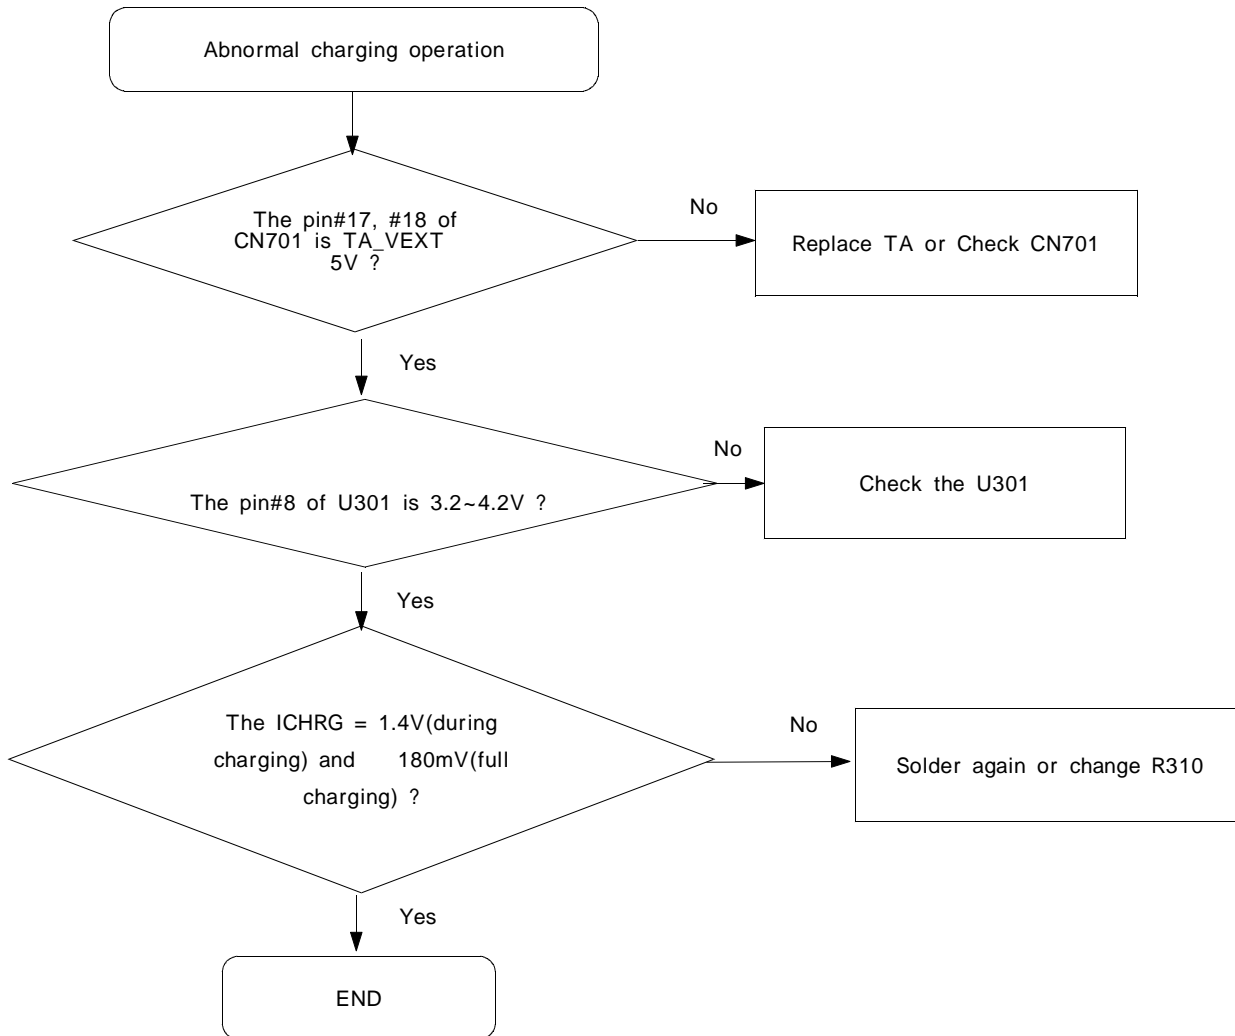 Abnormal charging operation
The pin#17, #18 of
CN701 is TA_VEXT
5V ?
No
Replace TA or Check CN701
Yes
The pin#8 of U301 is 3.2~4.2V ?
No
Check the U301
Yes
The ICHRG = 1.4V(during
charging) and 180mV(full
charging) ?
No
Solder again or change R310
Yes
END